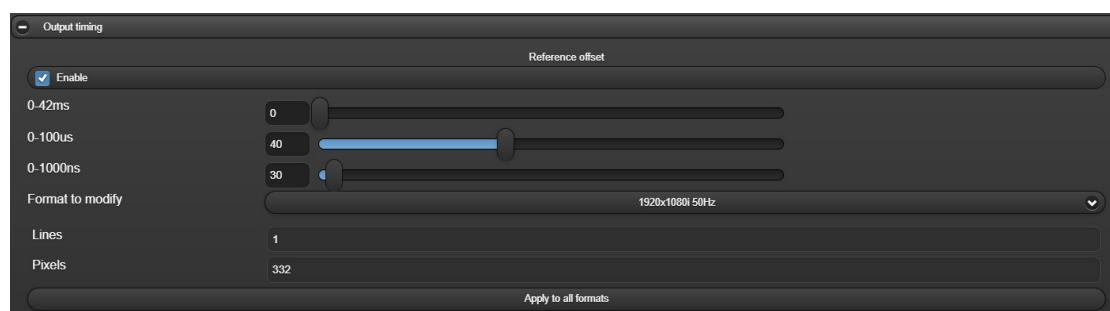 Output timing
Reference offset
Enable
0-42ms 0
0-100us 40
0-1000ns 30
Format to modify 1920x1080i 50Hz
Lines 1
Pixels 332
Apply to all formats